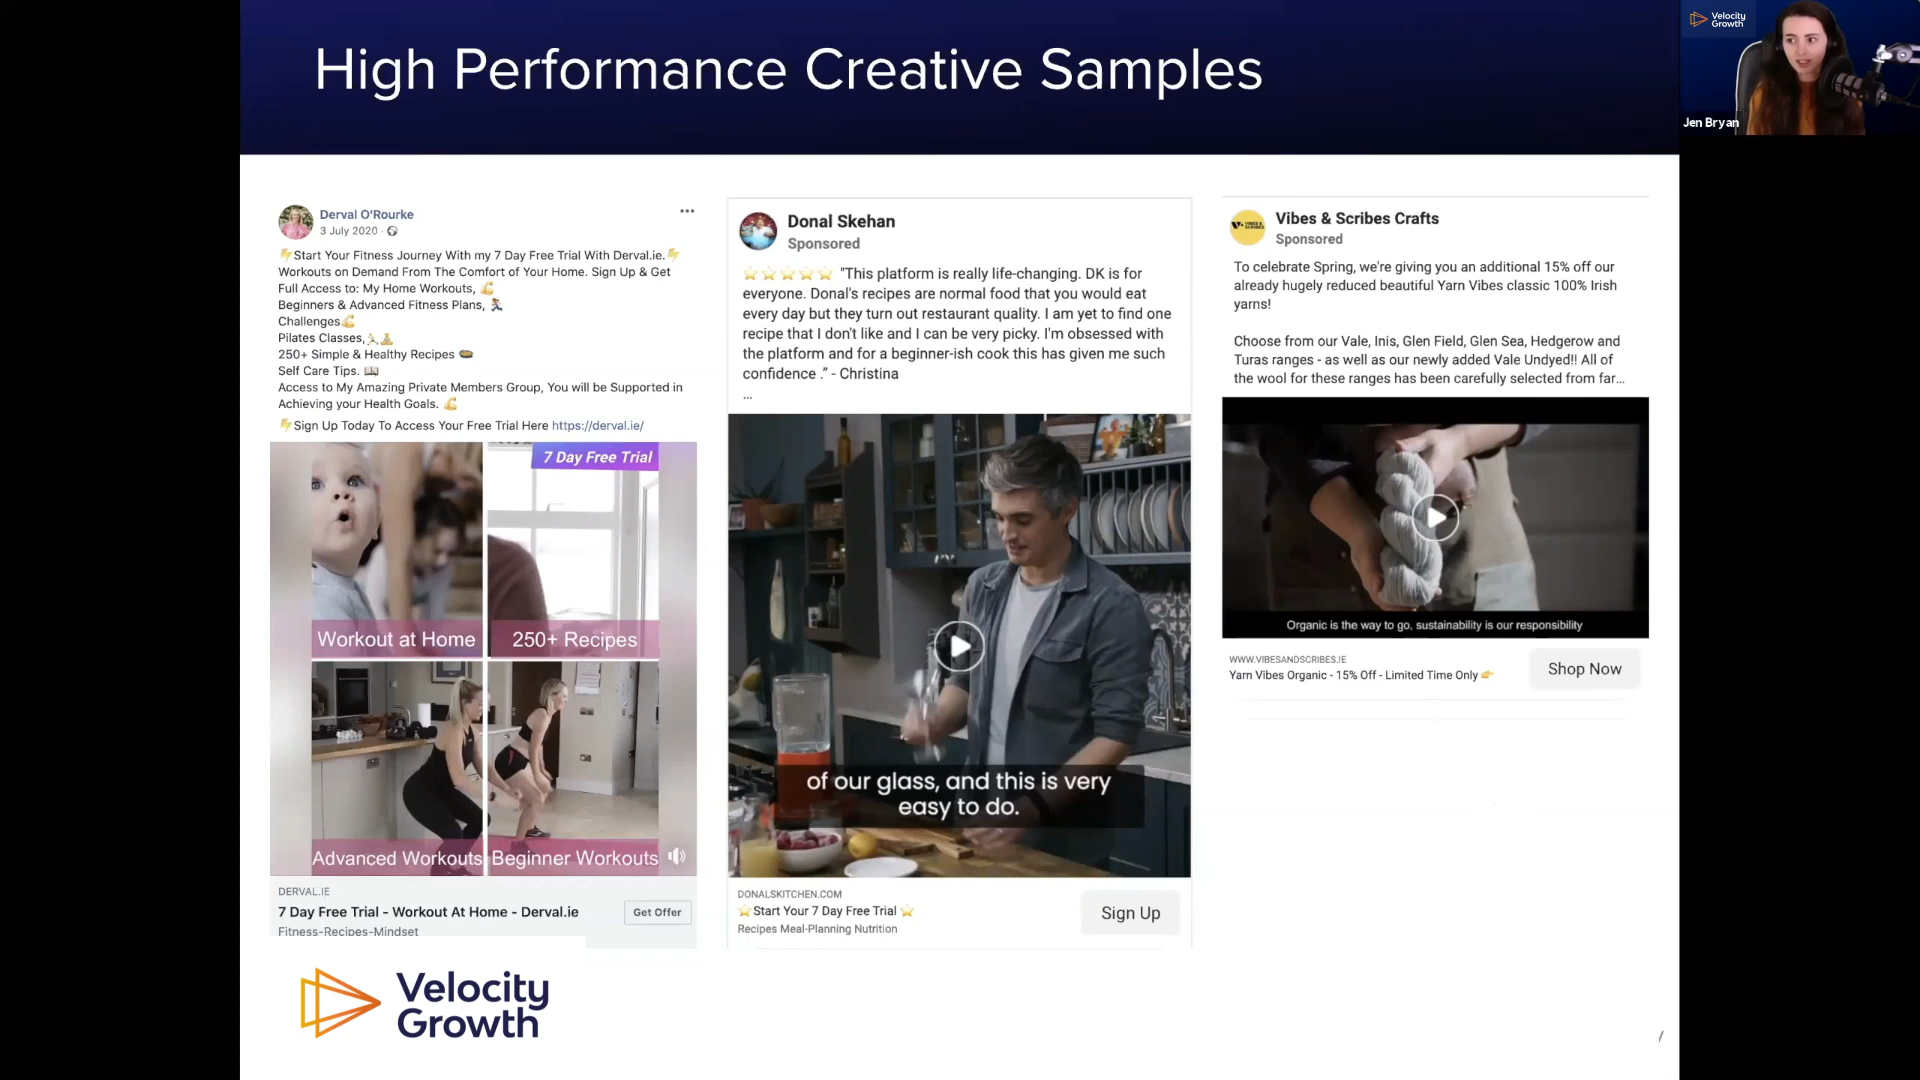 High Performance Creative Samples
Velocity
Growth
Jen Bryan
Derval O'Rourke
3 July 2020 ·
⚡Start Your Fitness Journey With my 7 Day Free Trial With Derval.ie.⚡
Workouts on Demand From The Comfort of Your Home. Sign Up & Get
Full Access to: My Home Workouts, 💪
Beginners & Advanced Fitness Plans, 🏃‍♀️
Challenges💪
Pilates Classes,
250+ Simple & Healthy Recipes 🥘
Self Care Tips. 📖
Access to My Amazing Private Members Group, You will be Supported in
Achieving your Health Goals. 💪
⚡Sign Up Today To Access Your Free Trial Here https://derval.ie/
7 Day Free Trial
Workout at Home
250+ Recipes
Advanced Workouts
Beginner Workouts
DERVAL.IE
7 Day Free Trial - Workout At Home - Derval.ie
Get Offer
Fitness-Recipes-Mindset
Donal Skehan
Sponsored
⭐⭐⭐⭐⭐ "This platform is really life-changing. DK is for
everyone. Donal's recipes are normal food that you would eat
every day but they turn out restaurant quality. I am yet to find one
recipe that I don't like and I can be very picky. I'm obsessed with
the platform and for a beginner-ish cook this has given me such
confidence ." - Christina
...
of our glass, and this is very
easy to do.
DONALSKITCHEN.COM
⭐Start Your 7 Day Free Trial ⭐
Recipes Meal-Planning Nutrition
Sign Up
VIBES &
SCRIBES
Vibes & Scribes Crafts
Sponsored
To celebrate Spring, we're giving you an additional 15% off our
already hugely reduced beautiful Yarn Vibes classic 100% Irish
yarns!
Choose from our Vale, Inis, Glen Field, Glen Sea, Hedgerow and
Turas ranges - as well as our newly added Vale Undyed!! All of
the wool for these ranges has been carefully selected from far...
Organic is the way to go, sustainability is our responsibility
WWW.VIBESANDSCRIBES.IE
Yarn Vibes Organic - 15% Off - Limited Time Only 👉
Shop Now
Velocity
Growth